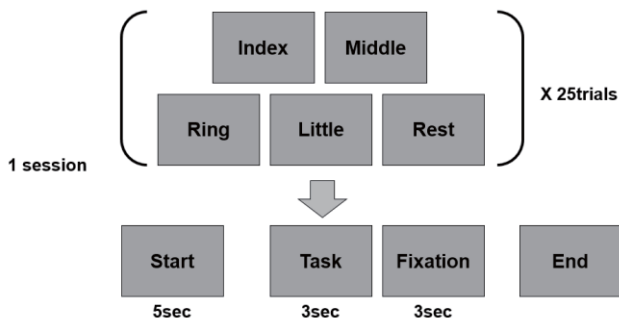 Index Middle
X 25trials
Ring Little Rest
1 session
Start Task Fixation End
5sec 3sec 3sec